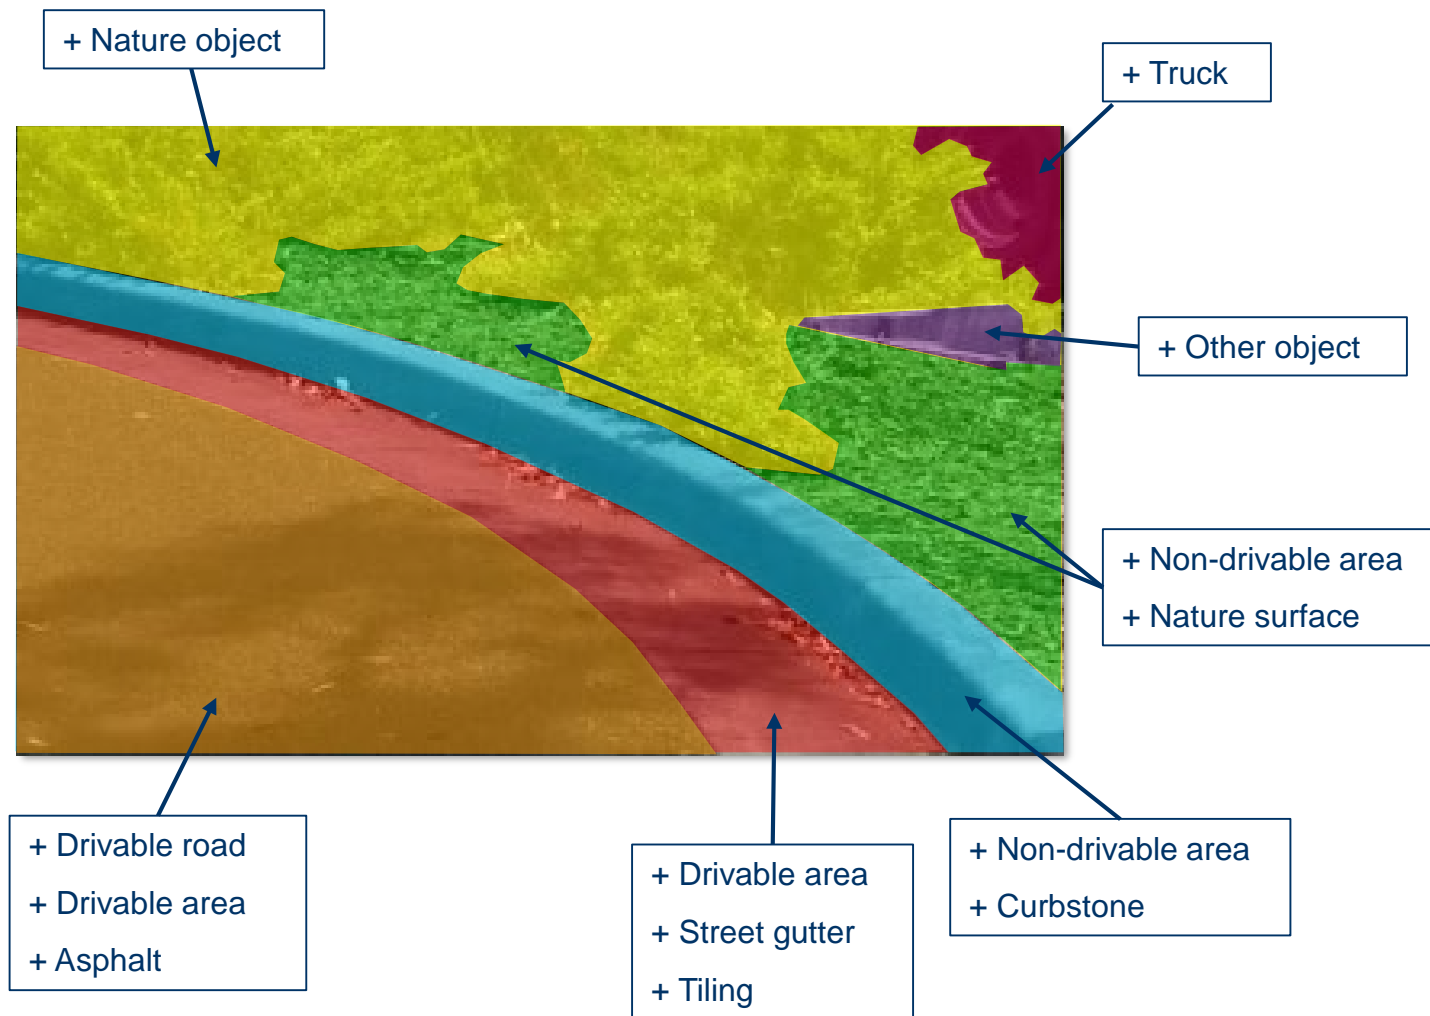 + Nature object
+ Truck
+ Other object
+ Non-drivable area
+ Nature surface
+ Drivable road
+ Drivable area
+ Asphalt
+ Drivable area
+ Street gutter
+ Tiling
+ Non-drivable area
+ Curbstone